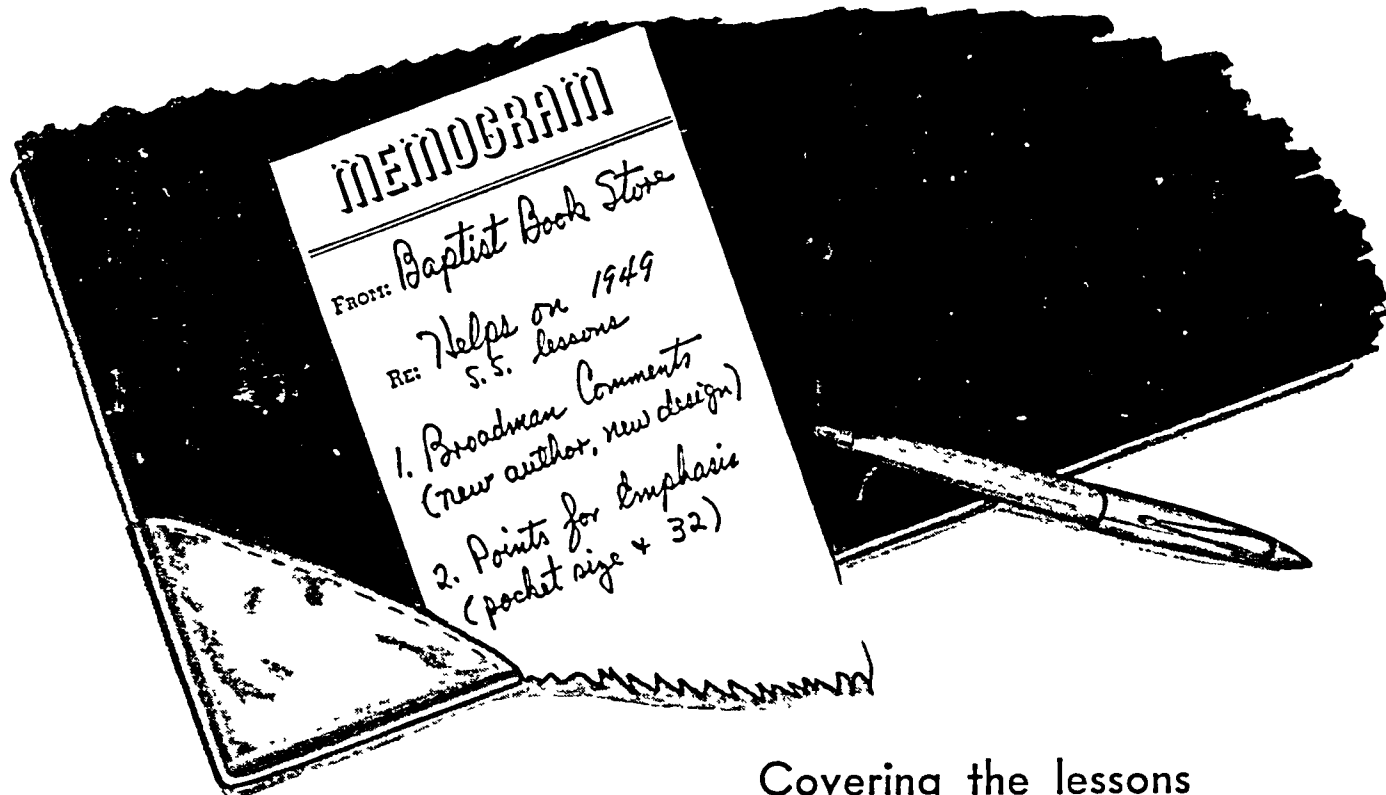 MEMOGRAM
FROM: Baptist Book Store
RE: Helps on 1949
S.S. lessons
1. Broadman Comments
(new author, new design)
2. Points for Emphasis
(pocket size + 32)
Covering the lessons